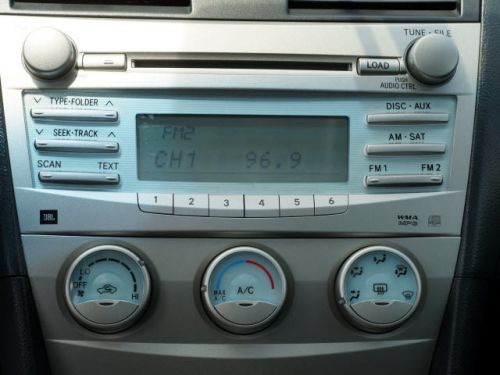 TUNE·FILE
LOAD
PUSH
AUDIO CTRL
TYPE·FOLDER
DISC·AUX
SEEK·TRACK
AM·SAT
SCAN TEXT
FM1 FM2
FM2
CH1 96.9
1 2 3 4 5 6
JBL
WMA
MP3
LO
OFF
HI
MAX
A/C
A/C